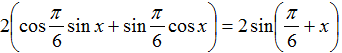 2(cos π/6 sin x + sin π/6 cos x) = 2 sin(π/6 + x)